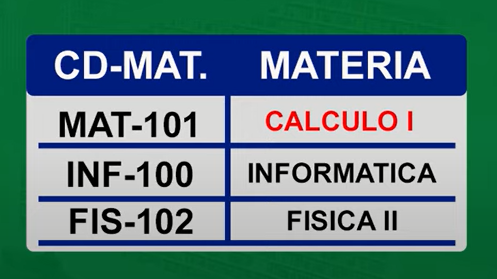 CD-MAT. MATERIA
MAT-101 CALCULO I
INF-100 INFORMATICA
FIS-102 FISICA II